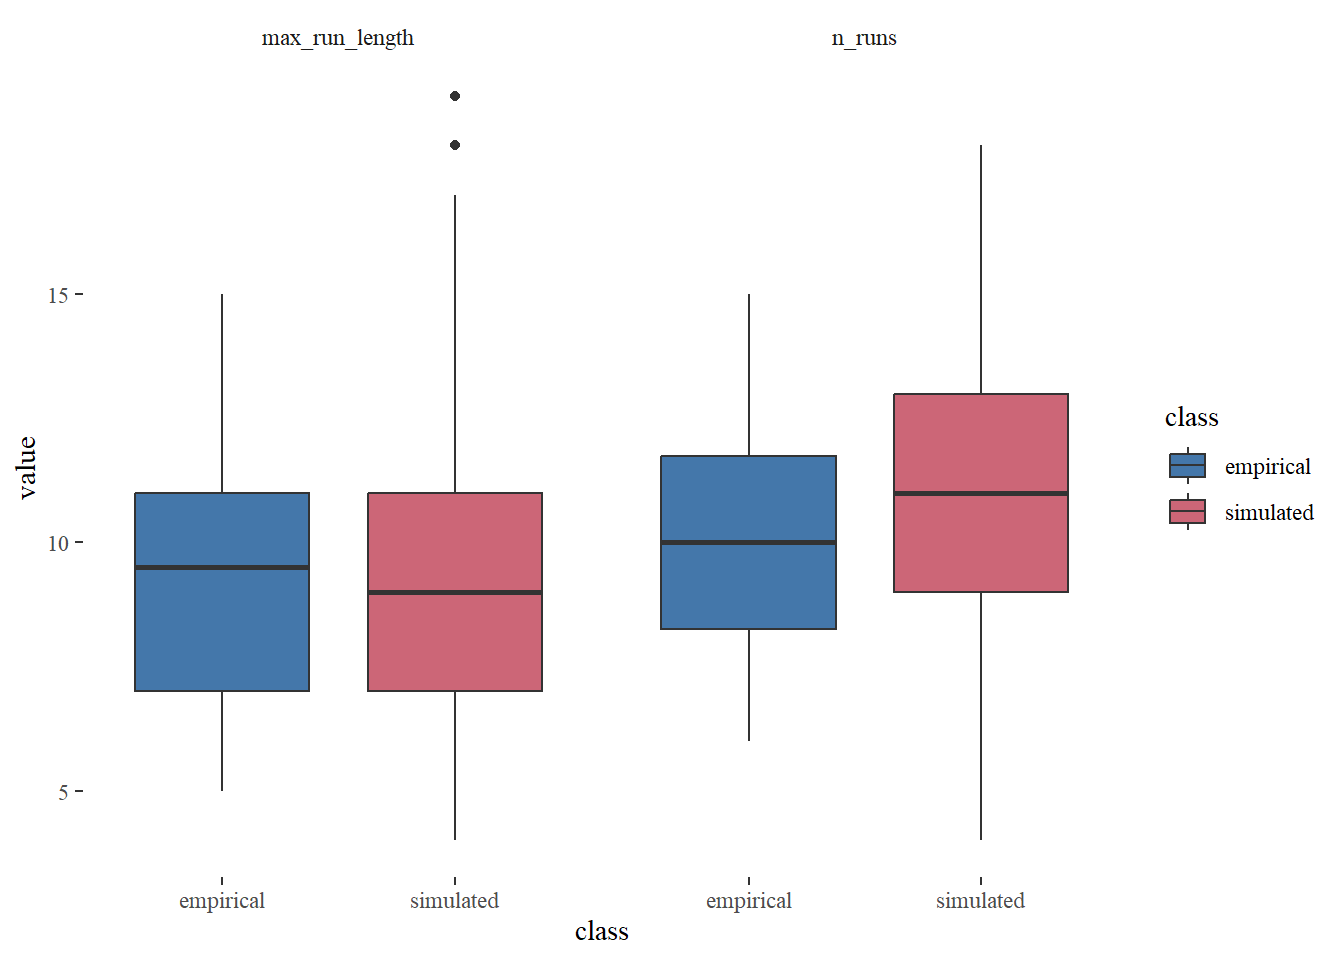 max_run_length
n_runs
value
15
10
5
empirical
simulated
empirical
simulated
class
class
empirical
simulated